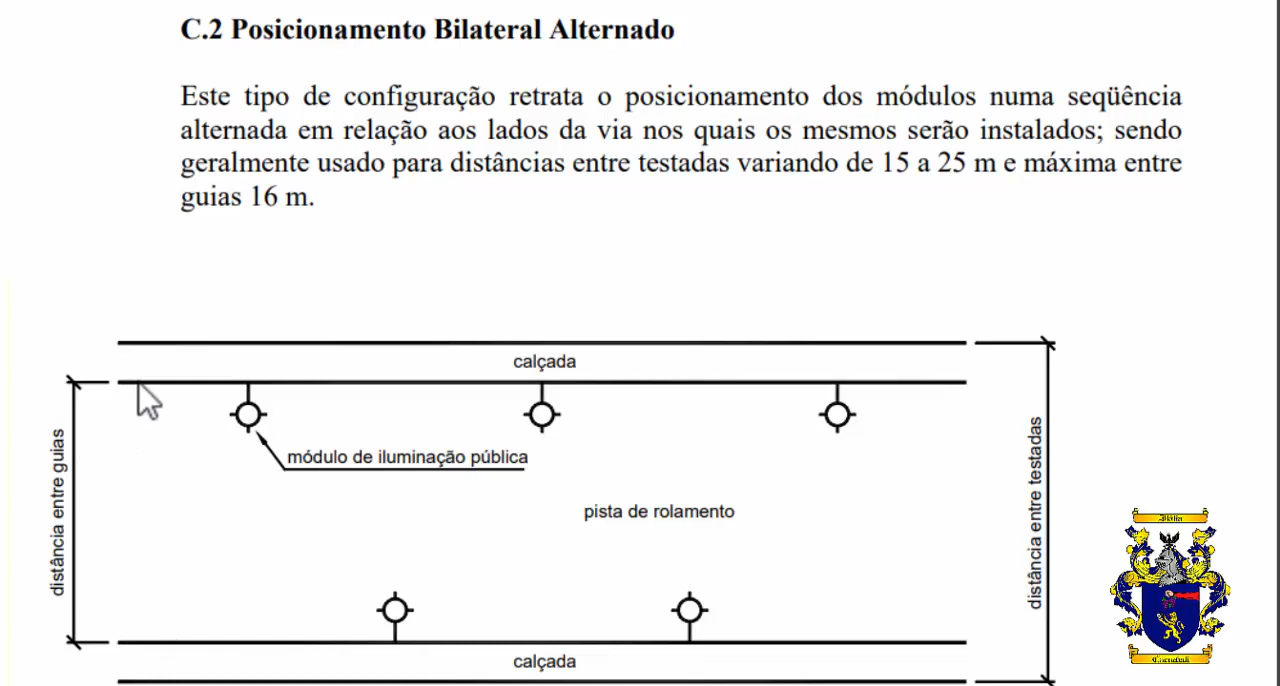 C.2 Posicionamento Bilateral Alternado
Este tipo de configuração retrata o posicionamento dos módulos numa seqüência
alternada em relação aos lados da via nos quais os mesmos serão instalados; sendo
geralmente usado para distâncias entre testadas variando de 15 a 25 m e máxima entre
guias 16 m.
calçada
módulo de iluminação pública
distância entre guias
pista de rolamento
distância entre testadas
calçada